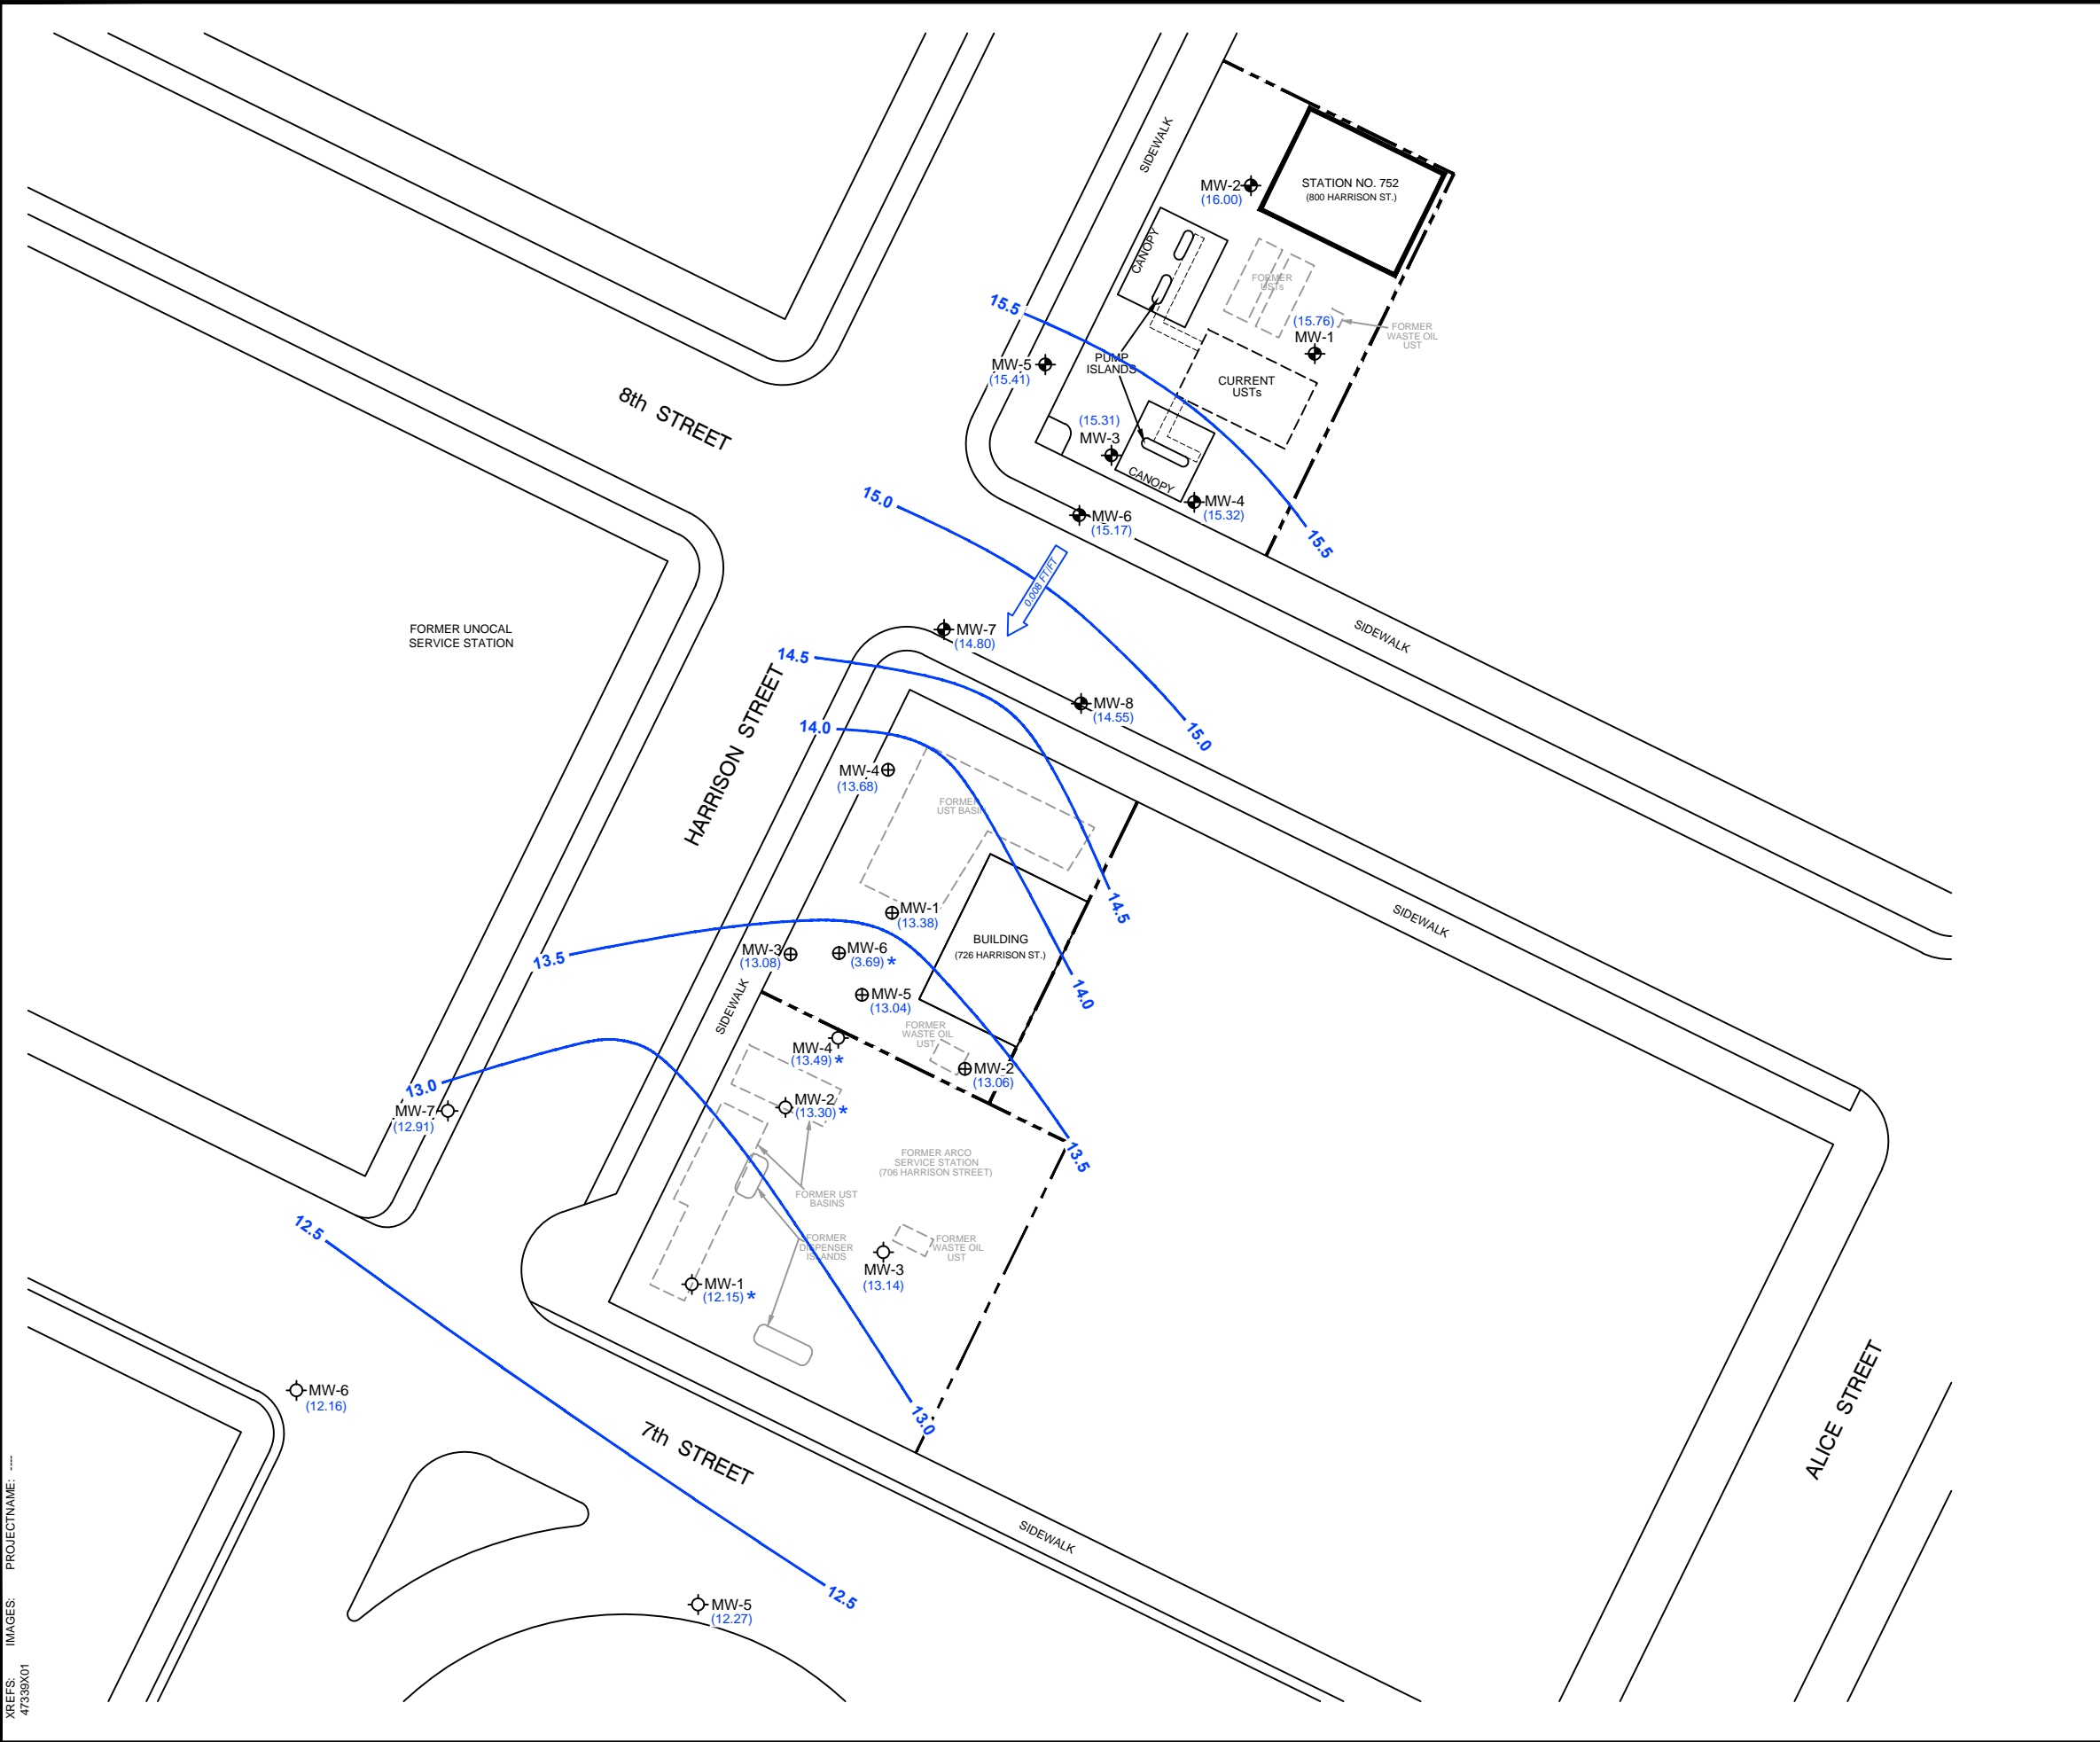 SIDEWALK
MW-2
(16.00)
STATION NO. 752
(800 HARRISON ST.)
CANOPY
FORMER
USTs
15.5
(15.76)
MW-1
FORMER
WASTE OIL
UST
MW-5
(15.41)
PUMP
ISLANDS
CURRENT
USTs
8th STREET
(15.31)
MW-3
CANOPY
MW-4
(15.32)
15.0
MW-6
(15.17)
15.5
0.008 FT/FT
FORMER UNOCAL
SERVICE STATION
MW-7
(14.80)
SIDEWALK
14.5
MW-8
(14.55)
14.0
15.0
HARRISON STREET
MW-4
(13.68)
FORMER
UST BASIN
14.5
MW-1
(13.38)
SIDEWALK
MW-3
(13.08)
MW-6
(3.69) *
BUILDING
(726 HARRISON ST.)
13.5
MW-5
(13.04)
14.0
SIDEWALK
FORMER
WASTE OIL
UST
MW-4
(13.49) *
MW-2
(13.06)
13.0
MW-7
(12.91)
MW-2
(13.30) *
13.5
FORMER ARCO
SERVICE STATION
(706 HARRISON STREET)
FORMER UST
BASINS
12.5
FORMER
DISPENSER
ISLANDS
FORMER
WASTE OIL
UST
MW-3
(13.14)
MW-1
(12.15) *
MW-6
(12.16)
13.0
7th STREET
ALICE STREET
SIDEWALK
12.5
MW-5
(12.27)
XREFS: IMAGES: PROJECTNAME: ----
47339X01